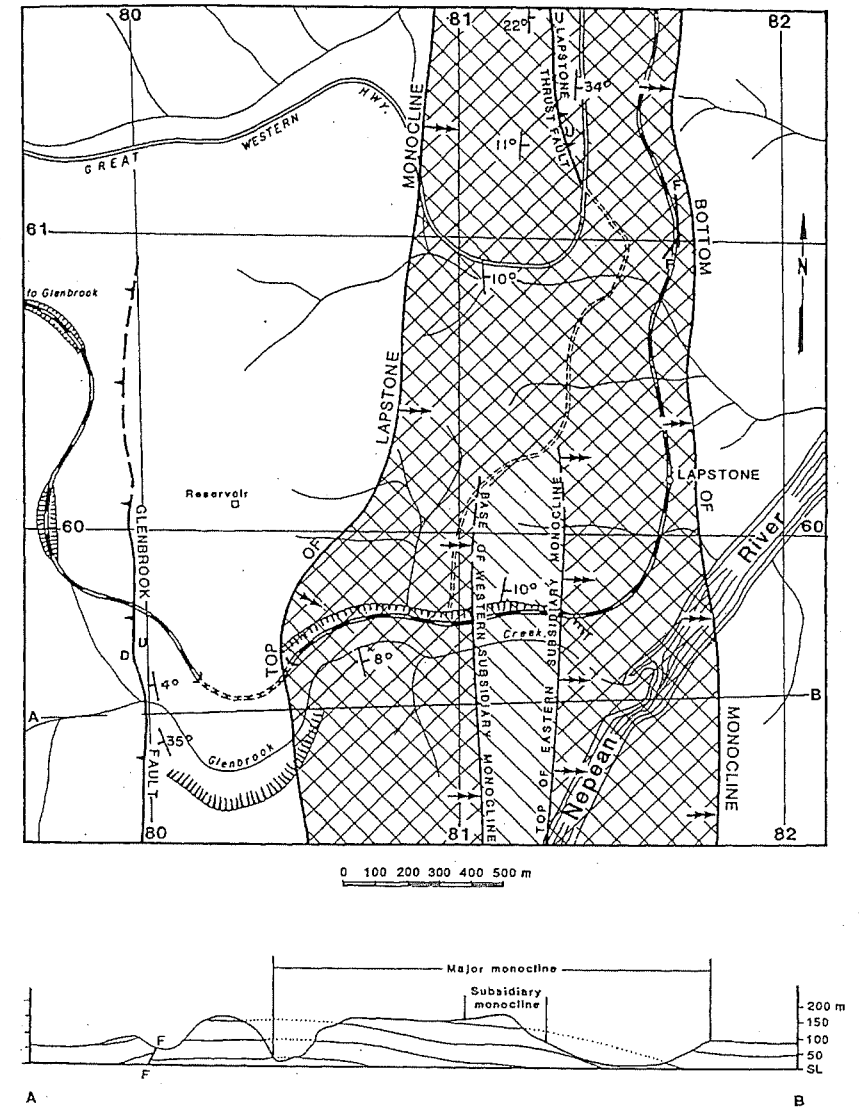 80
81
82
22°
U
LAPSTONE
THRUST FAULT
34°
11°
D
HWY.
WESTERN
GREAT
MONOCLINE
F
BOTTOM
61
F
N
to Glenbrook
10°
LAPSTONE
Reservoir
LAPSTONE
OF
60
GLENBROOK
OF
BASE OF WESTERN SUBSIDIARY MONOCLINE
TOP OF EASTERN SUBSIDIARY MONOCLINE
60
River
10°
TOP
Creek
U
D
8°
4°
A
B
35°
Glenbrook
FAULT
Nepean
MONOCLINE
80
81
82
0 100 200 300 400 500 m
Major monocline
Subsidiary
monocline
200 m
150
100
50
SL
F
F
A
B